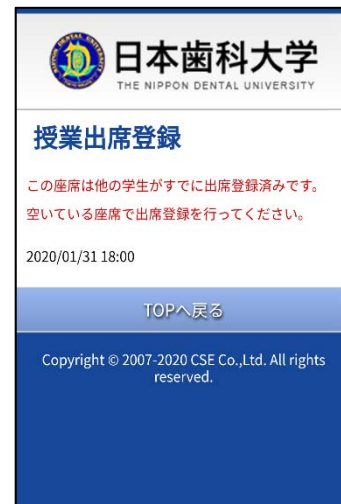 日本歯科大学
THE NIPPON DENTAL UNIVERSITY
授業出席登録
この座席は他の学生がすでに出席登録済みです。
空いている座席で出席登録を行ってください。
2020/01/31 18:00
TOPへ戻る
Copyright © 2007-2020 CSE Co.,Ltd. All rights
reserved.